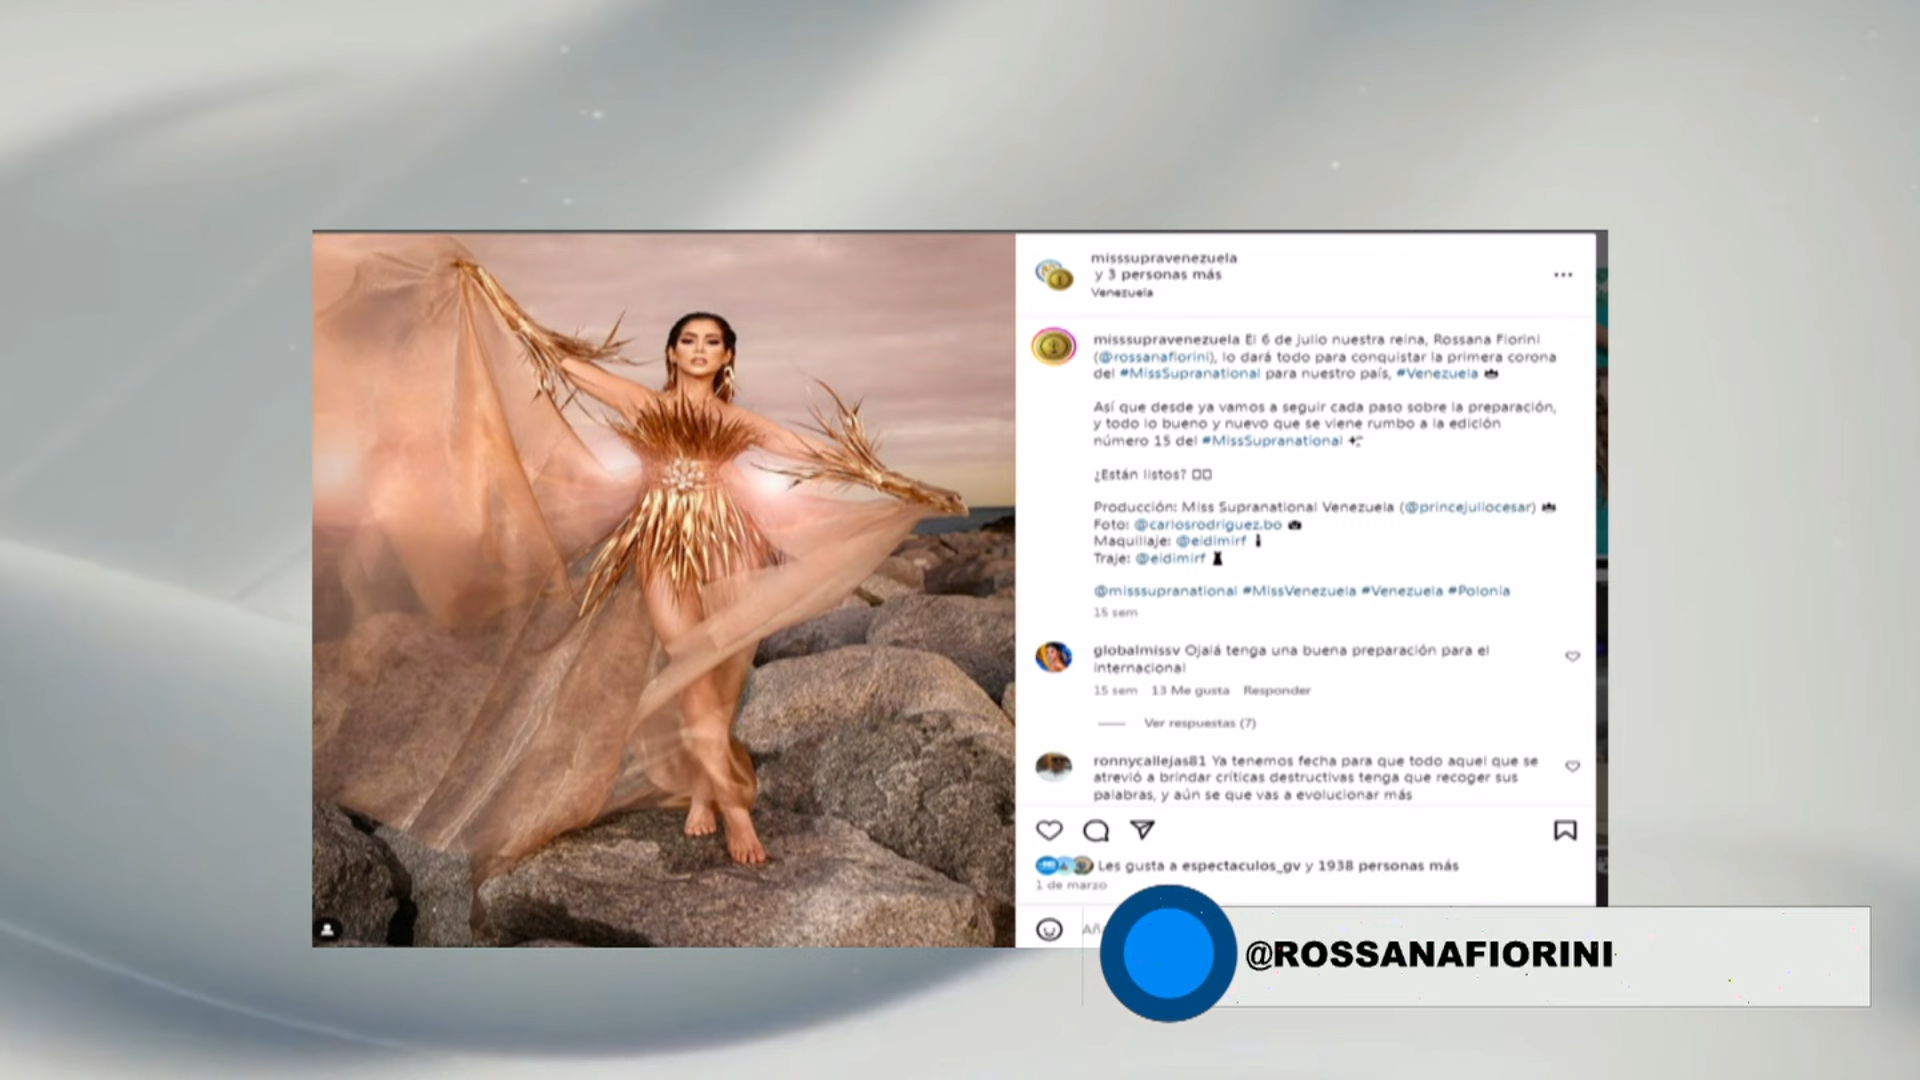 misssupravenezuela
y 3 personas más
Venezuela
misssupravenezuela El 6 de julio nuestra reina, Rossana Fiorini
(@rossanafiorini), lo dará todo para conquistar la primera corona
del #MissSupranational para nuestro país, #Venezuela
Así que desde ya vamos a seguir cada paso sobre la preparación,
y todo lo bueno y nuevo que se viene rumbo a la edición
número 15 del #MissSupranational
¿Están listos?
Producción: Miss Supranational Venezuela (@princejuliocesar)
Foto: @carlosrodriguez.bo
Maquillaje: @eidimirf
Traje: @eidimirf
@misssupranational #MissVenezuela #Venezuela #Polonia
15 sem
globalmissv Ojalá tenga una buena preparación para el
internacional
15 sem 13 Me gusta Responder
Ver respuestas (7)
ronnycallejas81 Ya tenemos fecha para que todo aquel que se
atrevió a brindar críticas destructivas tenga que recoger sus
palabras, y aún se que vas a evolucionar más
Les gusta a espectaculos_gv y 1938 personas más
1 de marzo
@ROSSANAFIORINI